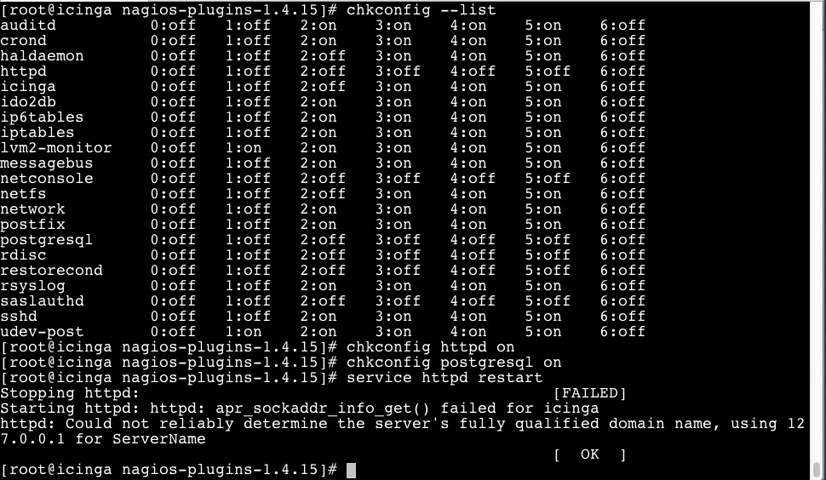 [root@icinga nagios-plugins-1.4.15]# chkconfig --list
auditd 0:off 1:off 2:on 3:on 4:on 5:on 6:off
crond 0:off 1:off 2:on 3:on 4:on 5:on 6:off
haldaemon 0:off 1:off 2:off 3:on 4:on 5:on 6:off
httpd 0:off 1:off 2:off 3:off 4:off 5:off 6:off
icinga 0:off 1:off 2:off 3:on 4:on 5:on 6:off
ido2db 0:off 1:off 2:on 3:on 4:on 5:on 6:off
ip6tables 0:off 1:off 2:on 3:on 4:on 5:on 6:off
iptables 0:off 1:off 2:on 3:on 4:on 5:on 6:off
lvm2-monitor 0:off 1:on 2:on 3:on 4:on 5:on 6:off
messagebus 0:off 1:off 2:on 3:on 4:on 5:on 6:off
netconsole 0:off 1:off 2:off 3:off 4:off 5:off 6:off
netfs 0:off 1:off 2:off 3:on 4:on 5:on 6:off
network 0:off 1:off 2:on 3:on 4:on 5:on 6:off
postfix 0:off 1:off 2:on 3:on 4:on 5:on 6:off
postgresql 0:off 1:off 2:off 3:off 4:off 5:off 6:off
rdisc 0:off 1:off 2:off 3:off 4:off 5:off 6:off
restorecond 0:off 1:off 2:off 3:off 4:off 5:off 6:off
rsyslog 0:off 1:off 2:on 3:on 4:on 5:on 6:off
saslauthd 0:off 1:off 2:off 3:off 4:off 5:off 6:off
sshd 0:off 1:off 2:on 3:on 4:on 5:on 6:off
udev-post 0:off 1:on 2:on 3:on 4:on 5:on 6:off
[root@icinga nagios-plugins-1.4.15]# chkconfig httpd on
[root@icinga nagios-plugins-1.4.15]# chkconfig postgresql on
[root@icinga nagios-plugins-1.4.15]# service httpd restart
Stopping httpd: [FAILED]
Starting httpd: httpd: apr_sockaddr_info_get() failed for icinga
httpd: Could not reliably determine the server's fully qualified domain name, using 12
7.0.0.1 for ServerName
[ OK ]
[root@icinga nagios-plugins-1.4.15]#